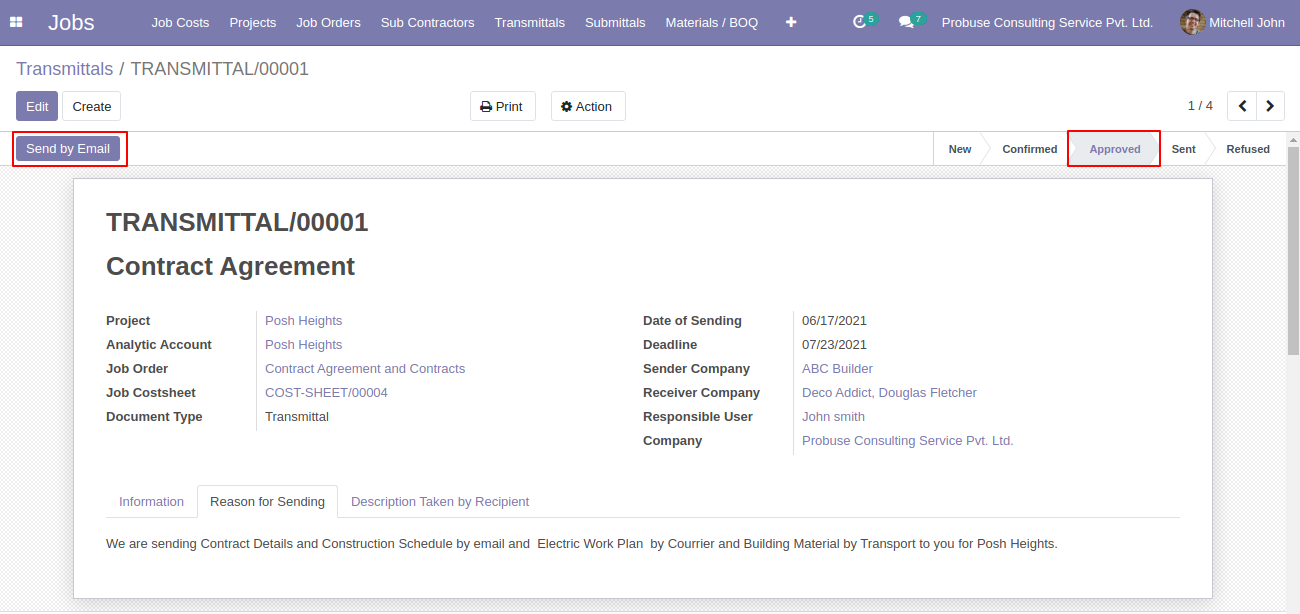 Jobs Job Costs Projects Job Orders Sub Contractors Transmittals Submittals Materials / BOQ 5 7 Probuse Consulting Service Pvt. Ltd. Mitchell John
Transmittals / TRANSMITTAL/00001
Edit Create Print Action 1 / 4
Send by Email New Confirmed Approved Sent Refused
TRANSMITTAL/00001
Contract Agreement
Project Posh Heights Date of Sending 06/17/2021
Analytic Account Posh Heights Deadline 07/23/2021
Job Order Contract Agreement and Contracts Sender Company ABC Builder
Job Costsheet COST-SHEET/00004 Receiver Company Deco Addict, Douglas Fletcher
Document Type Transmittal Responsible User John smith
Company Probuse Consulting Service Pvt. Ltd.
Information Reason for Sending Description Taken by Recipient
We are sending Contract Details and Construction Schedule by email and  Electric Work Plan  by Courrier and Building Material by Transport to you for Posh Heights.